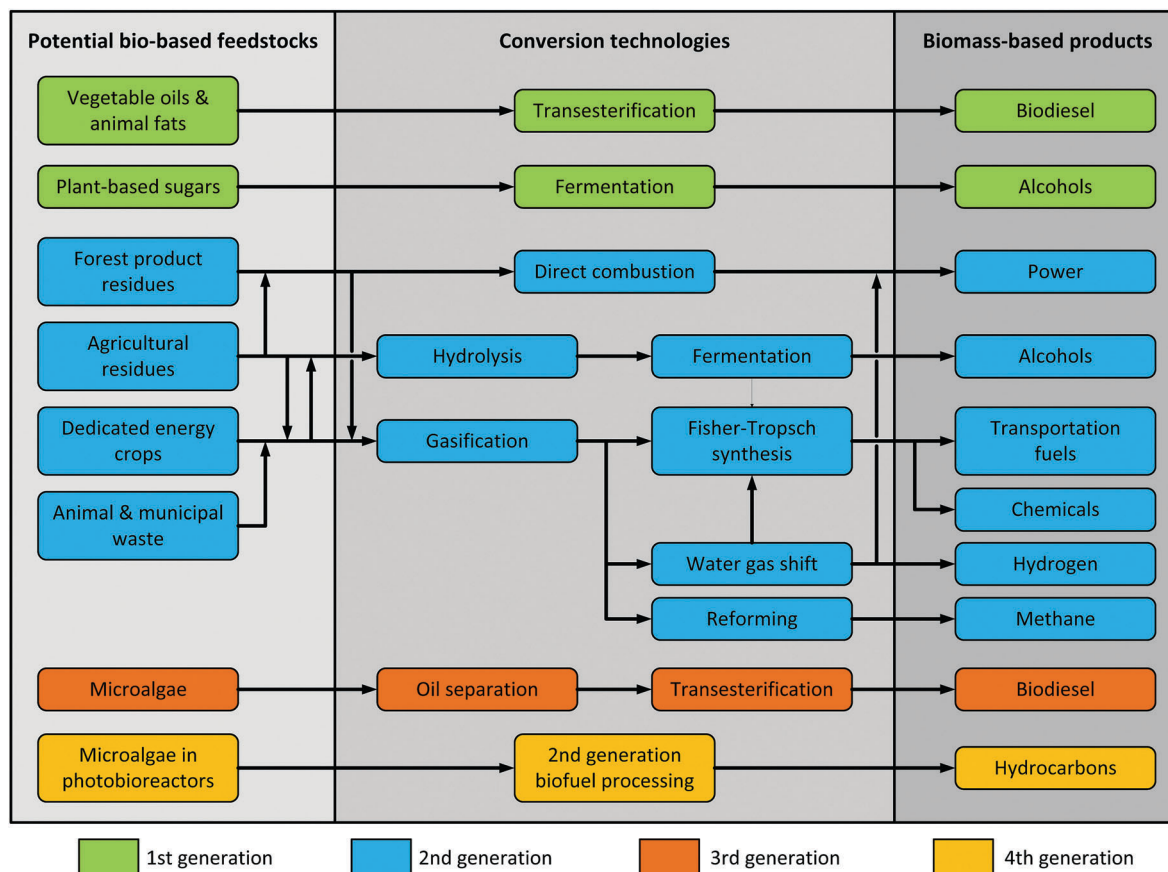 Potential bio-based feedstocks
Conversion technologies
Biomass-based products
Vegetable oils &
animal fats
Transesterification
Biodiesel
Plant-based sugars
Fermentation
Alcohols
Forest product
residues
Direct combustion
Power
Agricultural
residues
Hydrolysis
Fermentation
Alcohols
Dedicated energy
crops
Gasification
Fisher-Tropsch
synthesis
Transportation
fuels
Animal & municipal
waste
Chemicals
Water gas shift
Hydrogen
Reforming
Methane
Microalgae
Oil separation
Transesterification
Biodiesel
Microalgae in
photobioreactors
2nd generation
biofuel processing
Hydrocarbons
1st generation
2nd generation
3rd generation
4th generation